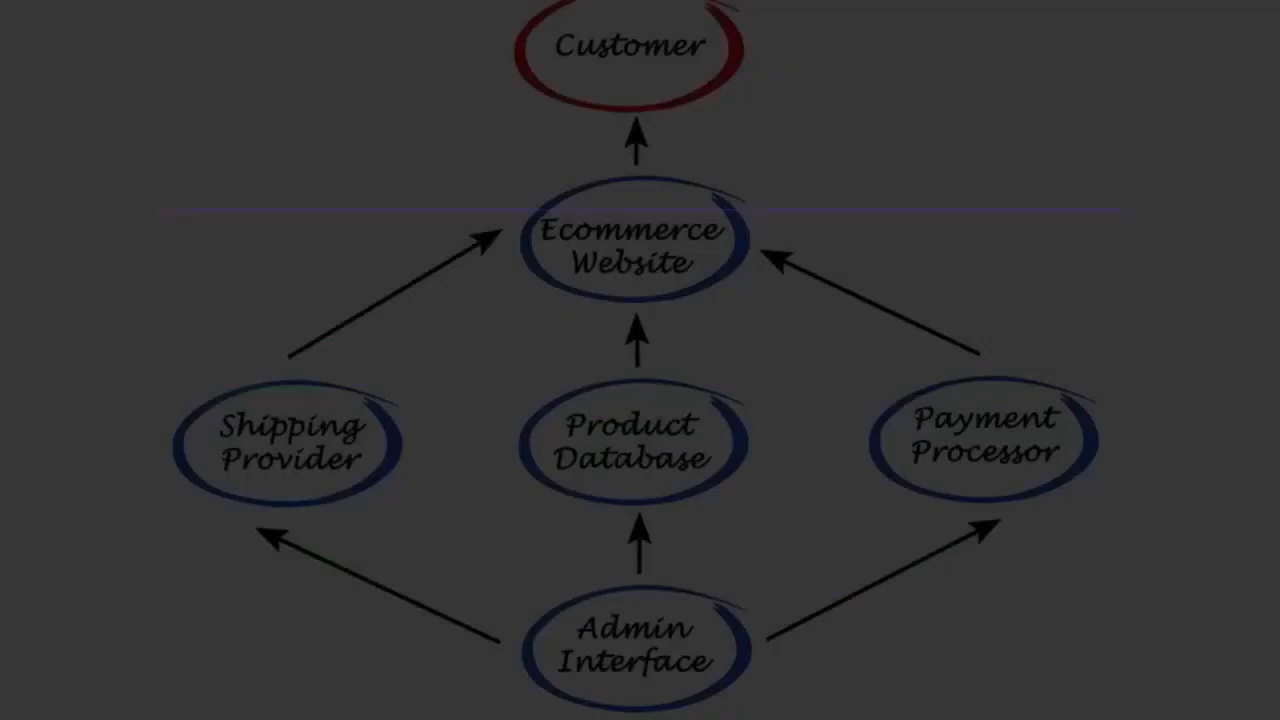 Customer
Ecommerce
Website
Shipping
Provider
Product
Database
Payment
Processor
Admin
Interface